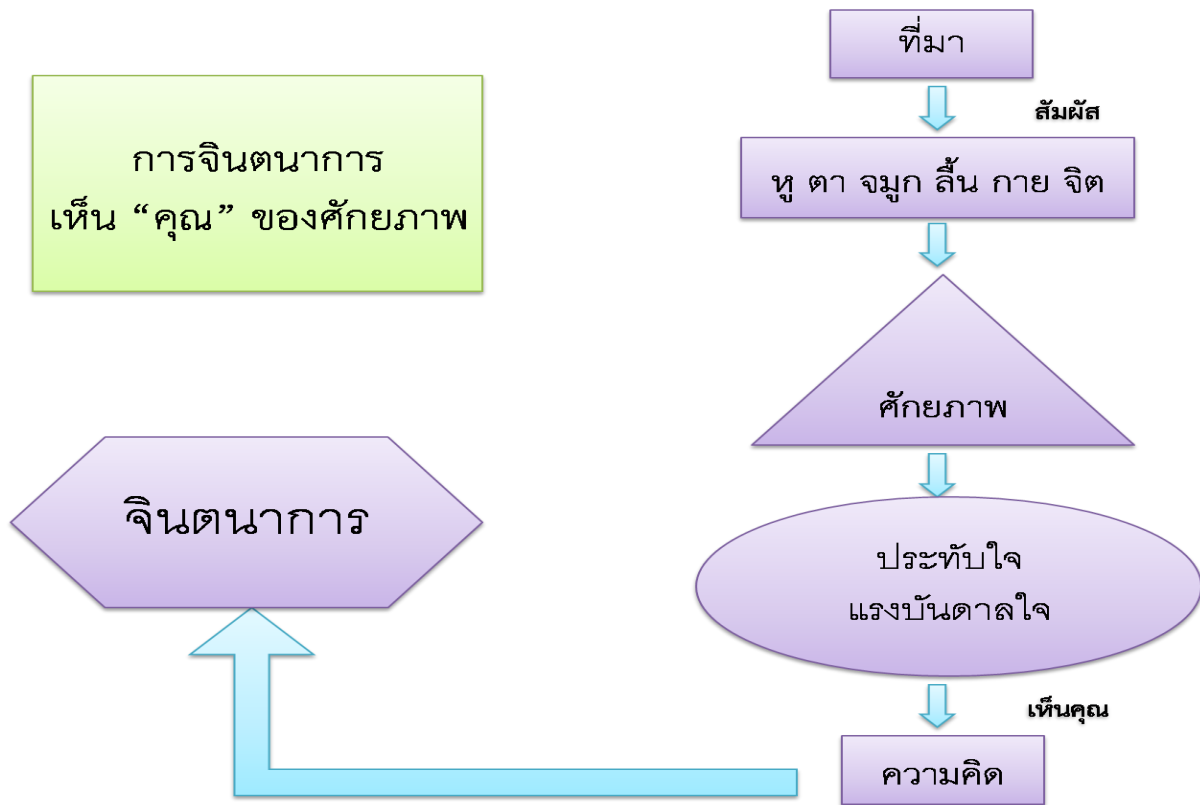 การจินตนาการ
เห็น “คุณ” ของศักยภาพ
ที่มา
สัมผัส
หู ตา จมูก ลิ้น กาย จิต
ศักยภาพ
ประทับใจ
แรงบันดาลใจ
เห็นคุณ
ความคิด
จินตนาการ